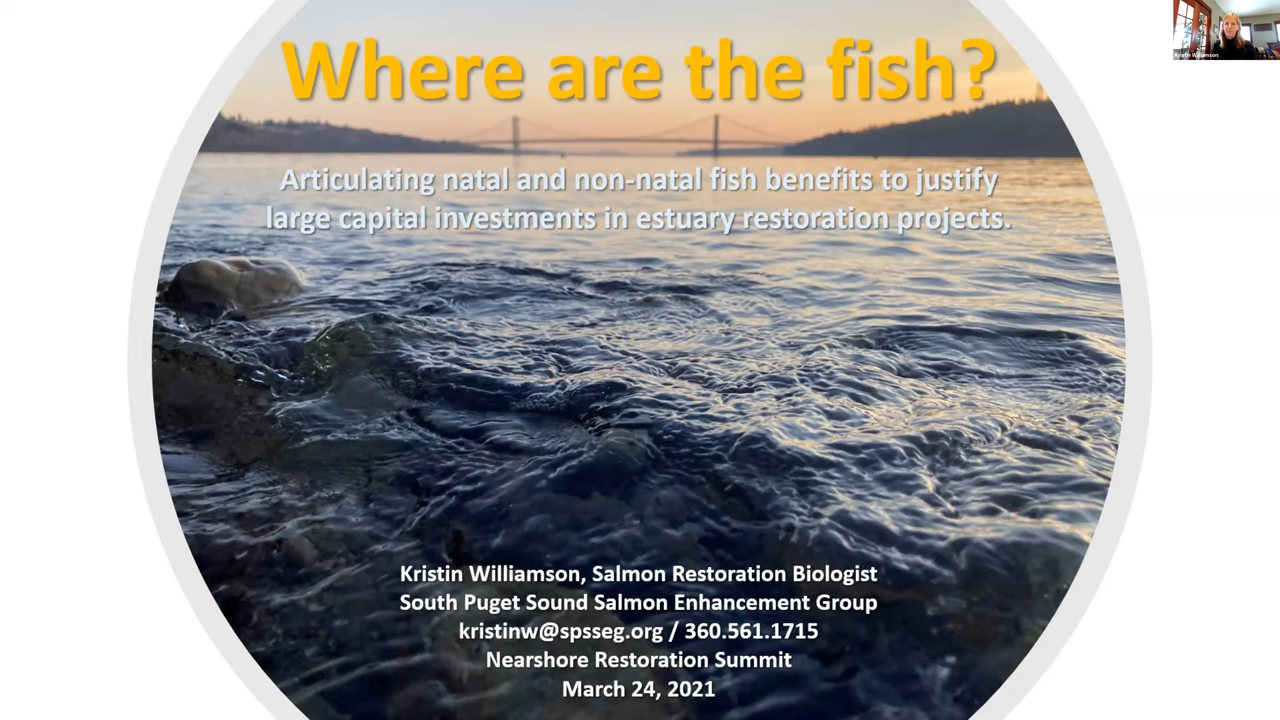 Where are the fish?
Articulating natal and non-natal fish benefits to justify
large capital investments in estuary restoration projects.
Kristin Williamson, Salmon Restoration Biologist
South Puget Sound Salmon Enhancement Group
kristinw@spsseg.org / 360.561.1715
Nearshore Restoration Summit
March 24, 2021
Kristin Williamson